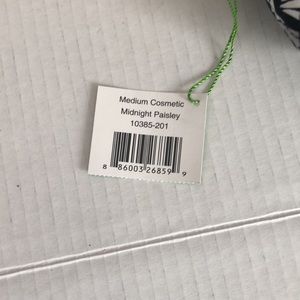 Medium Cosmetic
Midnight Paisley
10385-201
8 86003 26859 9